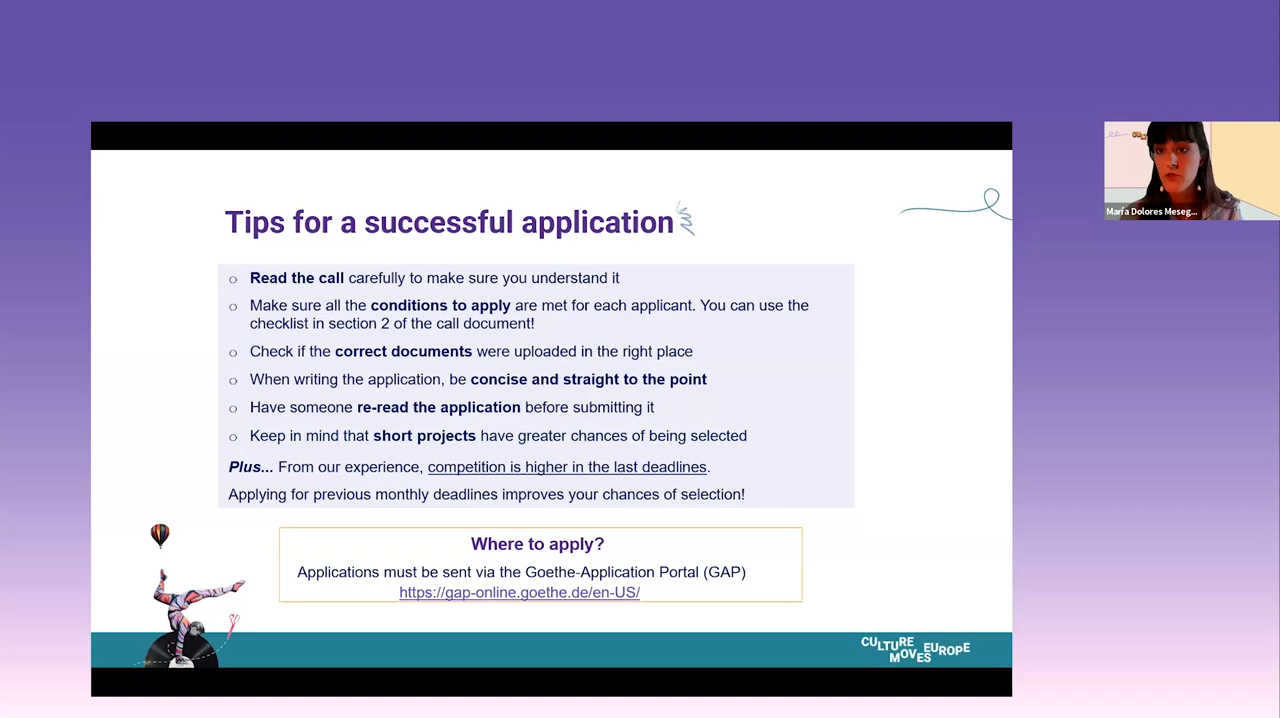 Tips for a successful application
Read the call carefully to make sure you understand it
Make sure all the conditions to apply are met for each applicant. You can use the
checklist in section 2 of the call document!
Check if the correct documents were uploaded in the right place
When writing the application, be concise and straight to the point
Have someone re-read the application before submitting it
Keep in mind that short projects have greater chances of being selected
Plus... From our experience, competition is higher in the last deadlines.
Applying for previous monthly deadlines improves your chances of selection!
Where to apply?
Applications must be sent via the Goethe-Application Portal (GAP)
https://gap-online.goethe.de/en-US/
CULTURE
MOVES EUROPE
María Dolores Meseg...